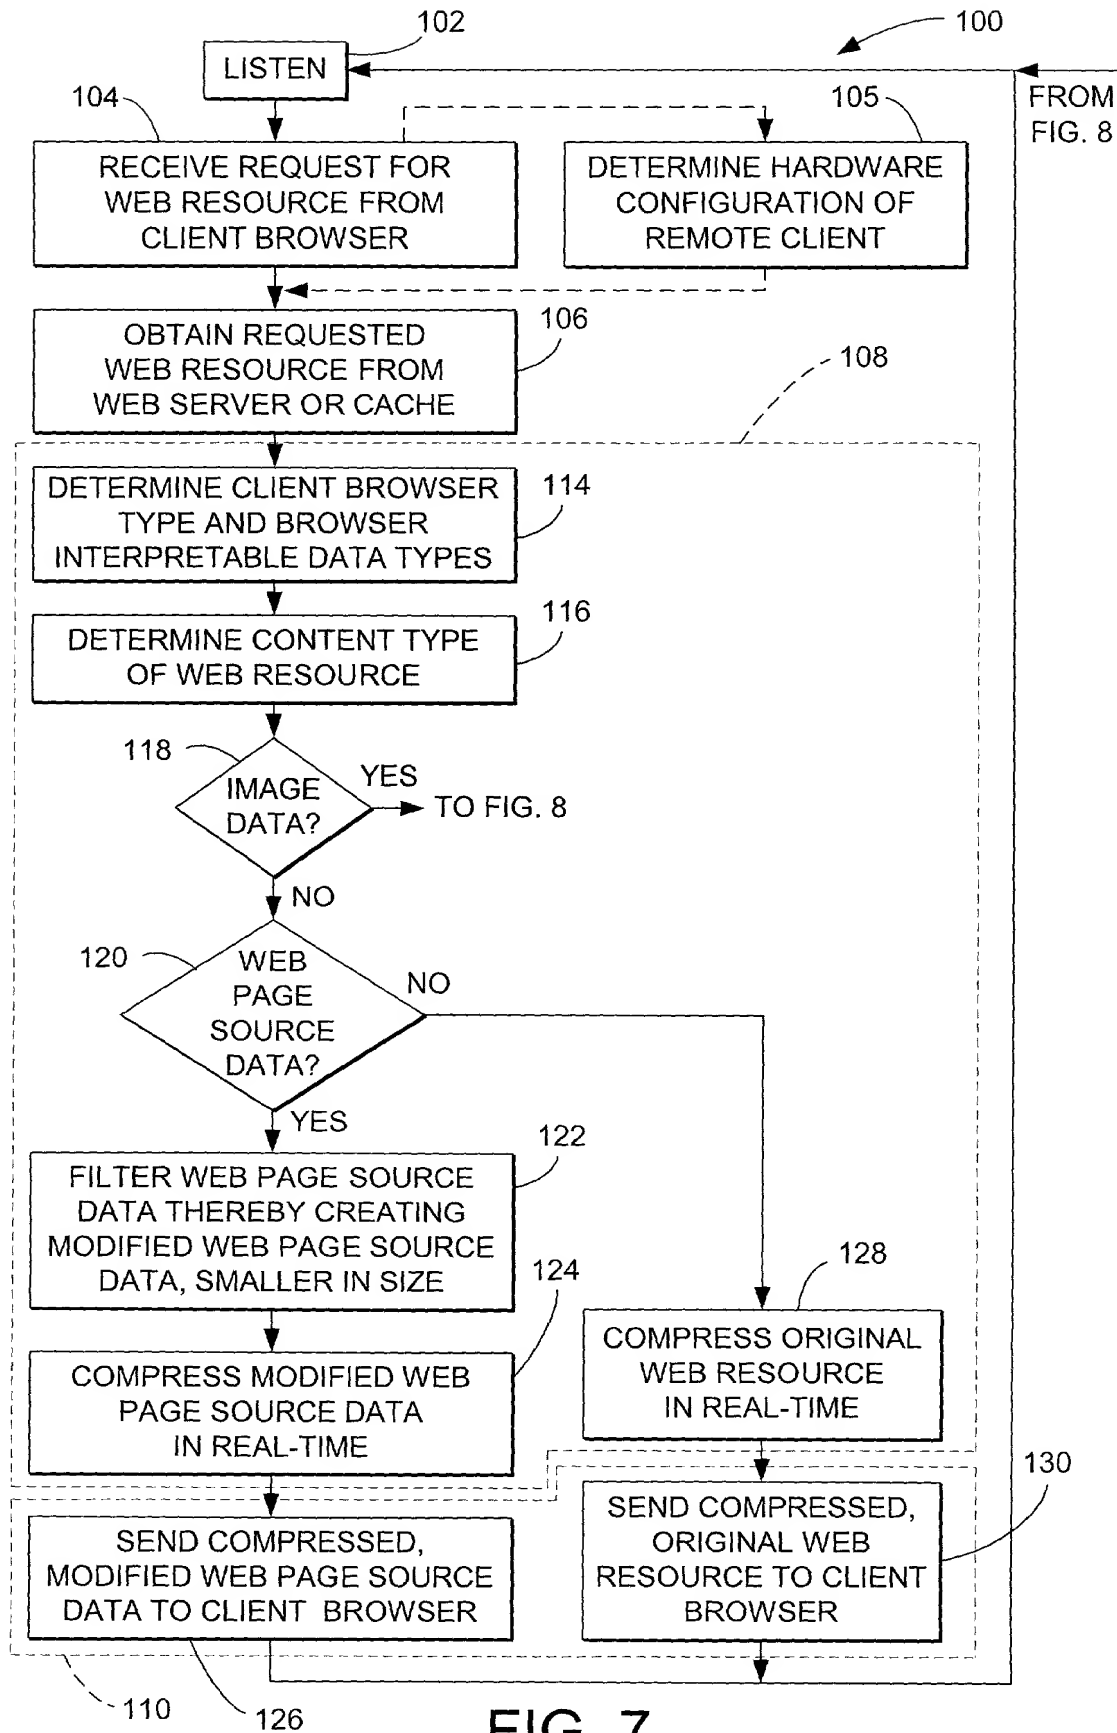 102
100
LISTEN
FROM
FIG. 8
104
105
RECEIVE REQUEST FOR
WEB RESOURCE FROM
CLIENT BROWSER
DETERMINE HARDWARE
CONFIGURATION OF
REMOTE CLIENT
106
OBTAIN REQUESTED
WEB RESOURCE FROM
WEB SERVER OR CACHE
108
114
DETERMINE CLIENT BROWSER
TYPE AND BROWSER
INTERPRETABLE DATA TYPES
116
DETERMINE CONTENT TYPE
OF WEB RESOURCE
118
IMAGE
DATA?
YES
TO FIG. 8
NO
120
WEB
PAGE
SOURCE
DATA?
NO
YES
122
FILTER WEB PAGE SOURCE
DATA THEREBY CREATING
MODIFIED WEB PAGE SOURCE
DATA, SMALLER IN SIZE
124
COMPRESS MODIFIED WEB
PAGE SOURCE DATA
IN REAL-TIME
128
COMPRESS ORIGINAL
WEB RESOURCE
IN REAL-TIME
130
SEND COMPRESSED,
MODIFIED WEB PAGE SOURCE
DATA TO CLIENT BROWSER
SEND COMPRESSED,
ORIGINAL WEB
RESOURCE TO CLIENT
BROWSER
110
126
FIG. 7